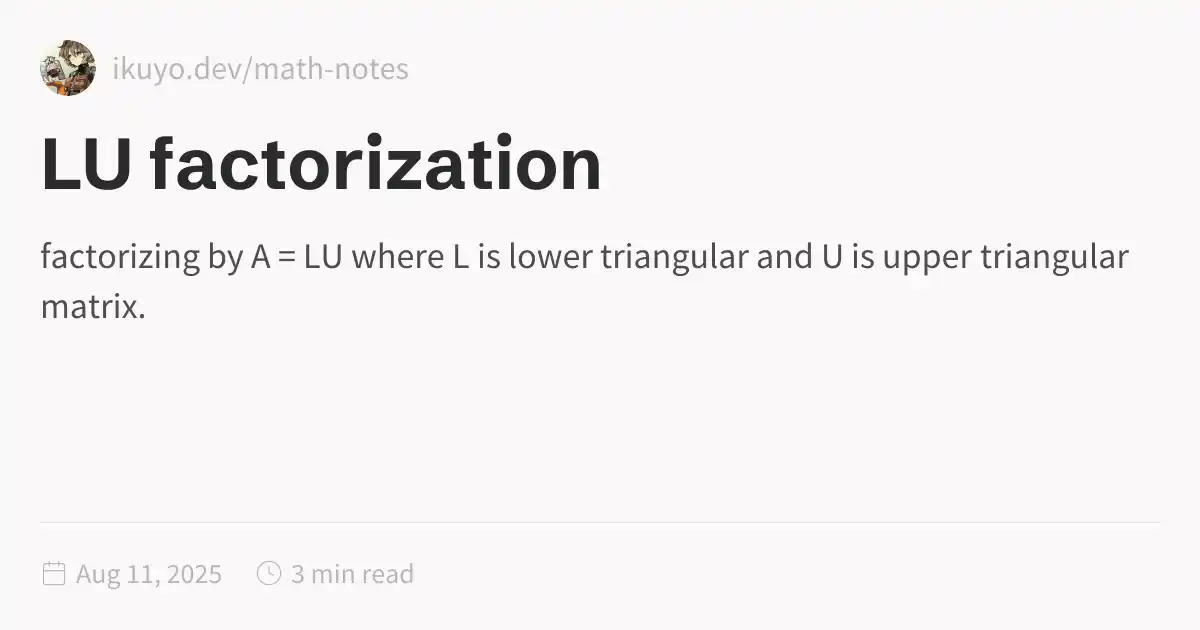 ikuyo.dev/math-notes
LU factorization
factorizing by A = LU where L is lower triangular and U is upper triangular
matrix.
Aug 11, 2025 3 min read